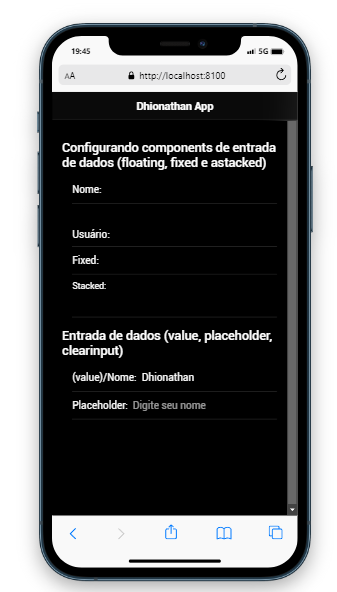 19:45
5G
AA
http://localhost:8100
Dhionathan App
Configurando components de entrada
de dados (floating, fixed e astacked)
Nome:
Usuário:
Fixed:
Stacked:
Entrada de dados (value, placeholder,
clearinput)
(value)/Nome: Dhionathan
Placeholder: Digite seu nome